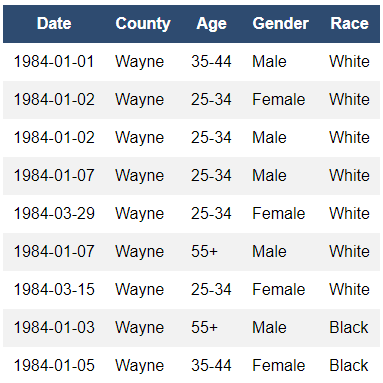 Date County Age Gender Race
1984-01-01 Wayne 35-44 Male White
1984-01-02 Wayne 25-34 Female White
1984-01-02 Wayne 25-34 Male White
1984-01-07 Wayne 25-34 Male White
1984-03-29 Wayne 25-34 Female White
1984-01-07 Wayne 55+ Male White
1984-03-15 Wayne 25-34 Female White
1984-01-03 Wayne 55+ Male Black
1984-01-05 Wayne 35-44 Female Black